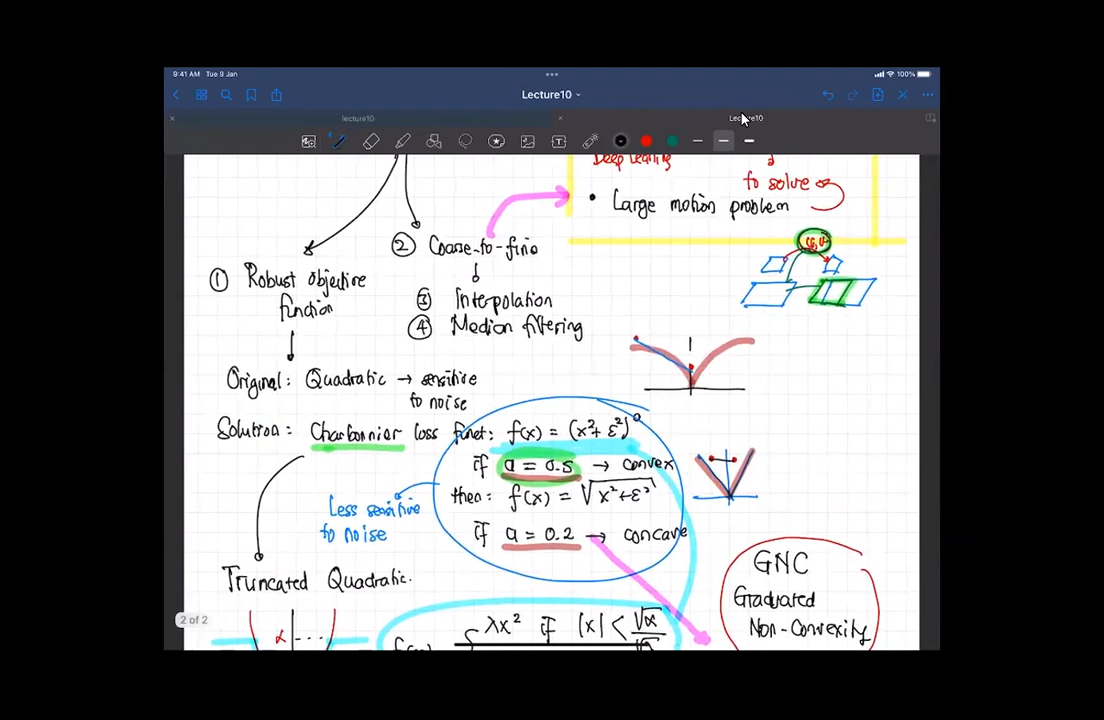 9:41 AM Tue 9 Jan
100%
Lecture10
lecture10
Lecture10
Deep Learning
to solve
• Large motion problem
② Coarse-to-fine
① Robust objective
function
③ Interpolation
④ Median filtering
Original: Quadratic → sensitive
to noise
Solution: Charbonnier loss funct: f(x) = (x²+ ε²)^a
if a = 0.5 → convex
then: f(x) = √x²+ε²
if a = 0.2 → concave
Less sensitive
to noise
Truncated Quadratic.
GNC
Graduated
Non-Convexity
2 of 2
α
λx² if |x| < √α